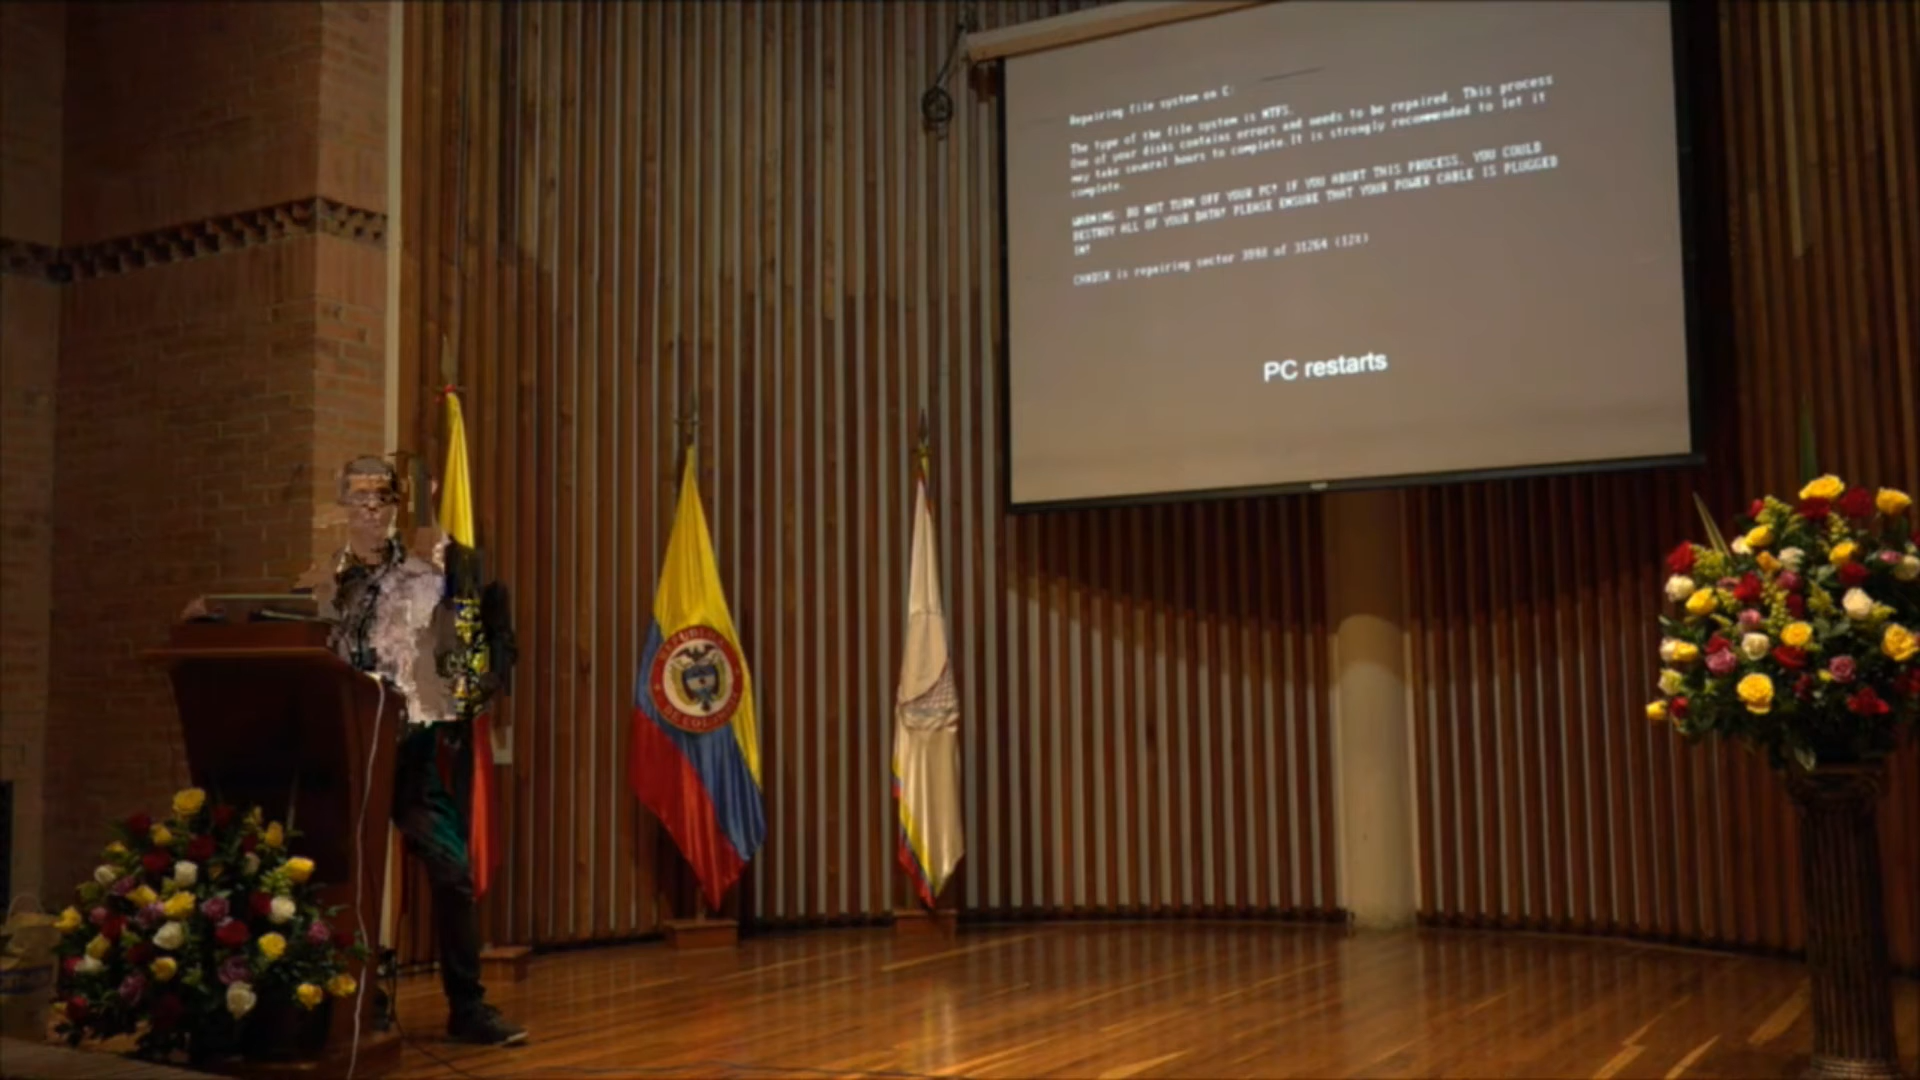 Repairing file system on C:
The type of the file system is NTFS.
One of your disks contains errors and needs to be repaired. This process
may take several hours to complete.It is strongly recommended to let it
complete.
WARNING: DO NOT TURN OFF YOUR PC! IF YOU ABORT THIS PROCESS, YOU COULD
DESTROY ALL OF YOUR DATA! PLEASE ENSURE THAT YOUR POWER CABLE IS PLUGGED
IN!
CHKDSK is repairing sector of 31264 (12%)
PC restarts